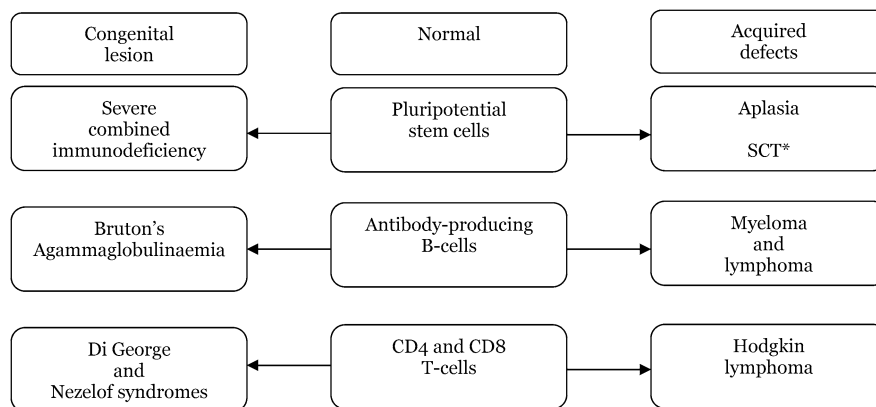 Congenital
lesion
Normal
Acquired
defects
Severe
combined
immunodeficiency
Pluripotential
stem cells
Aplasia
SCT*
Bruton’s
Agammaglobulinaemia
Antibody-producing
B-cells
Myeloma
and
lymphoma
Di George
and
Nezelof syndromes
CD4 and CD8
T-cells
Hodgkin
lymphoma